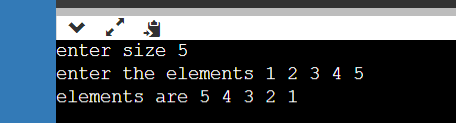 enter size 5
enter the elements 1 2 3 4 5
elements are 5 4 3 2 1